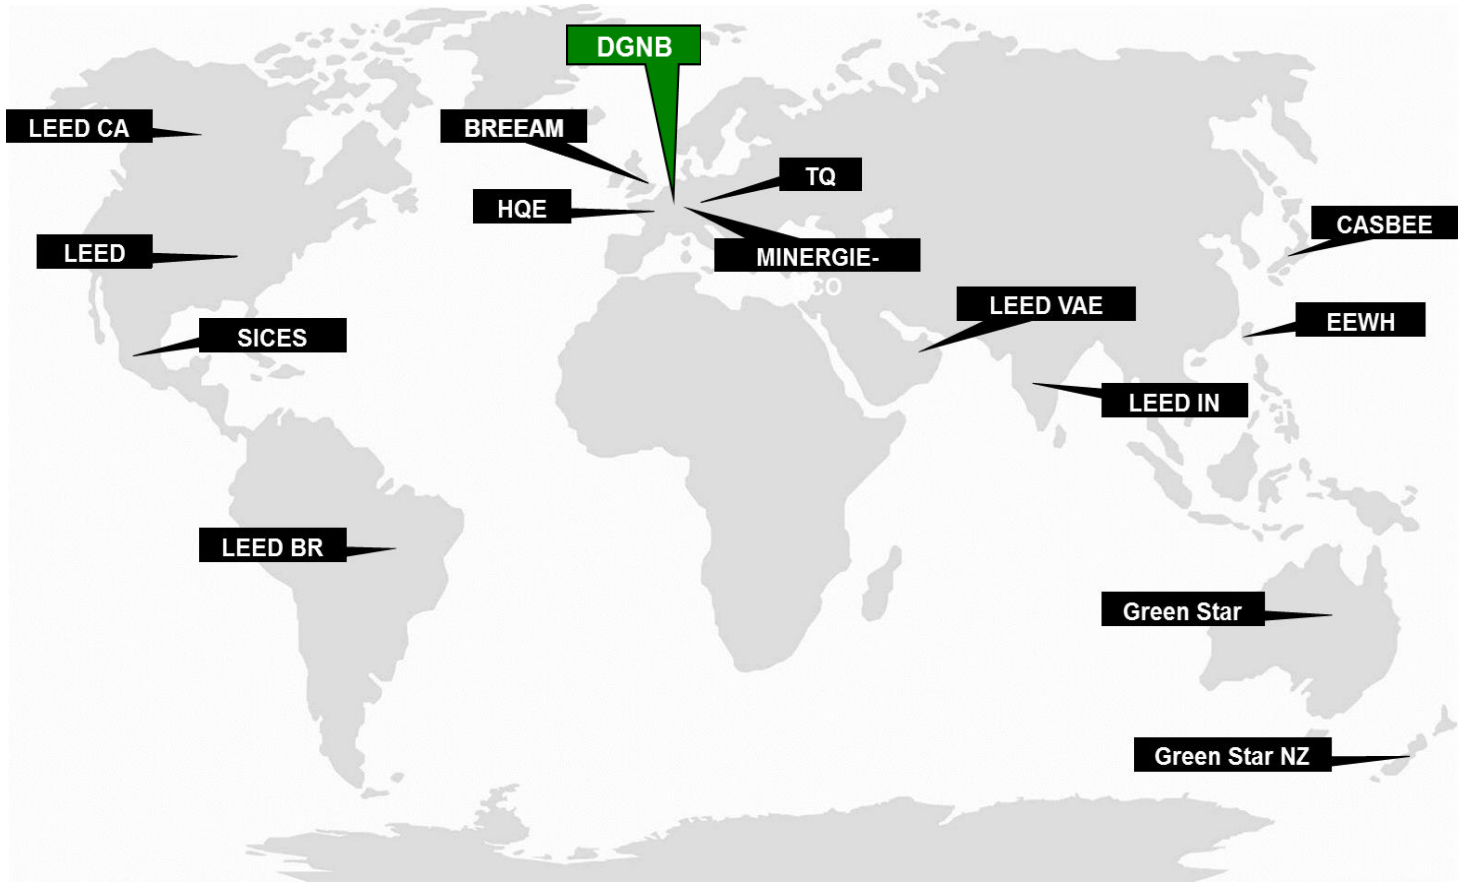 DGNB
LEED CA
BREEAM
TQ
HQE
CASBEE
LEED
MINERGIE-
ECO
LEED VAE
EEWH
SICES
LEED IN
LEED BR
Green Star
Green Star NZ